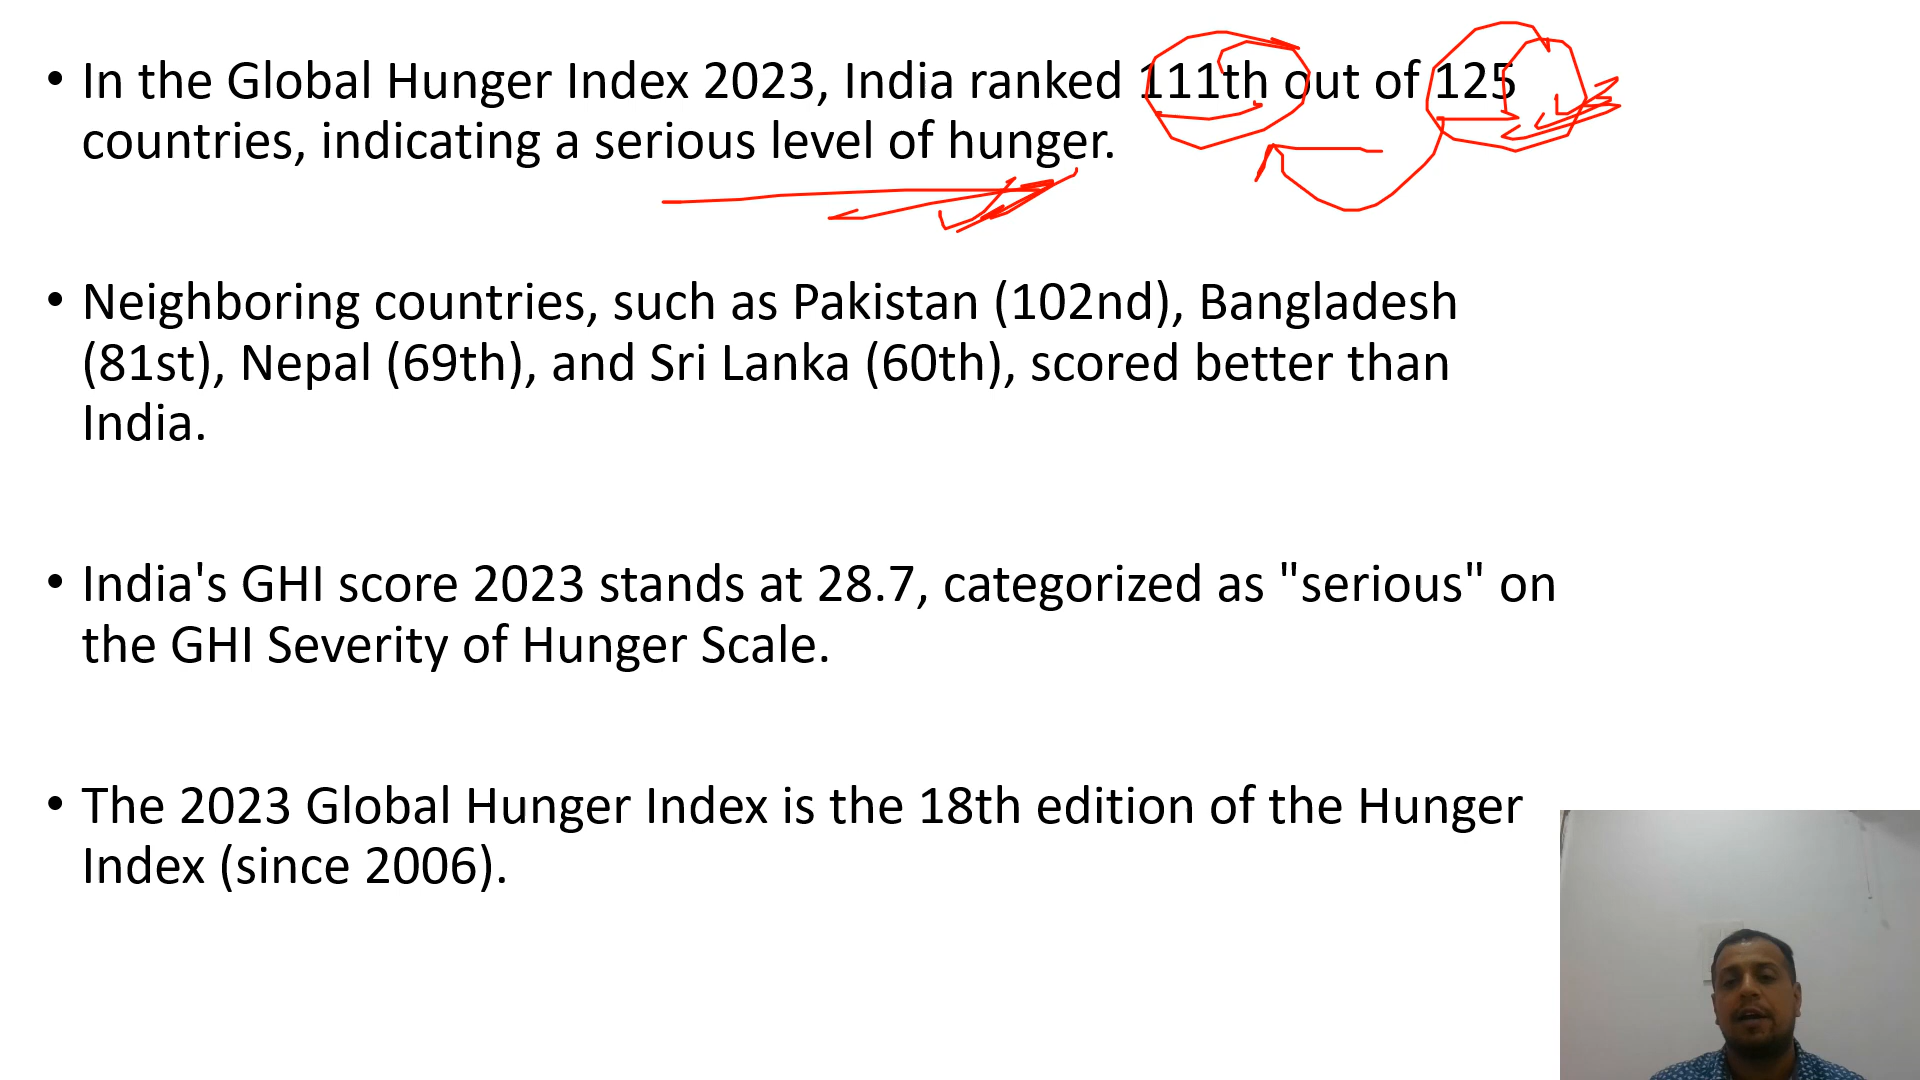 • In the Global Hunger Index 2023, India ranked 111th out of 125
countries, indicating a serious level of hunger.
• Neighboring countries, such as Pakistan (102nd), Bangladesh
(81st), Nepal (69th), and Sri Lanka (60th), scored better than
India.
• India's GHI score 2023 stands at 28.7, categorized as "serious" on
the GHI Severity of Hunger Scale.
• The 2023 Global Hunger Index is the 18th edition of the Hunger
Index (since 2006).